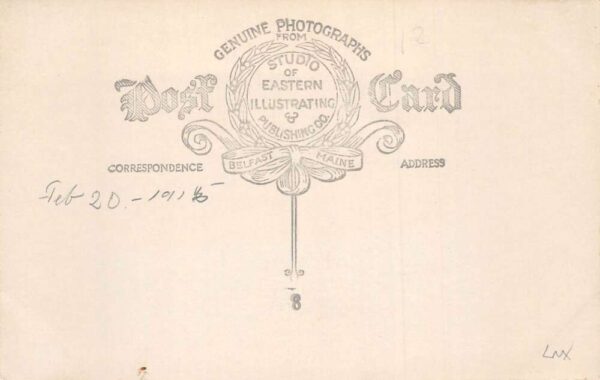 GENUINE PHOTOGRAPHS
FROM
STUDIO
OF
EASTERN
ILLUSTRATING
&
PUBLISHING CO.
Post Card
BELFAST MAINE
CORRESPONDENCE
ADDRESS
Feb 20 - 1915
8
12
LNX